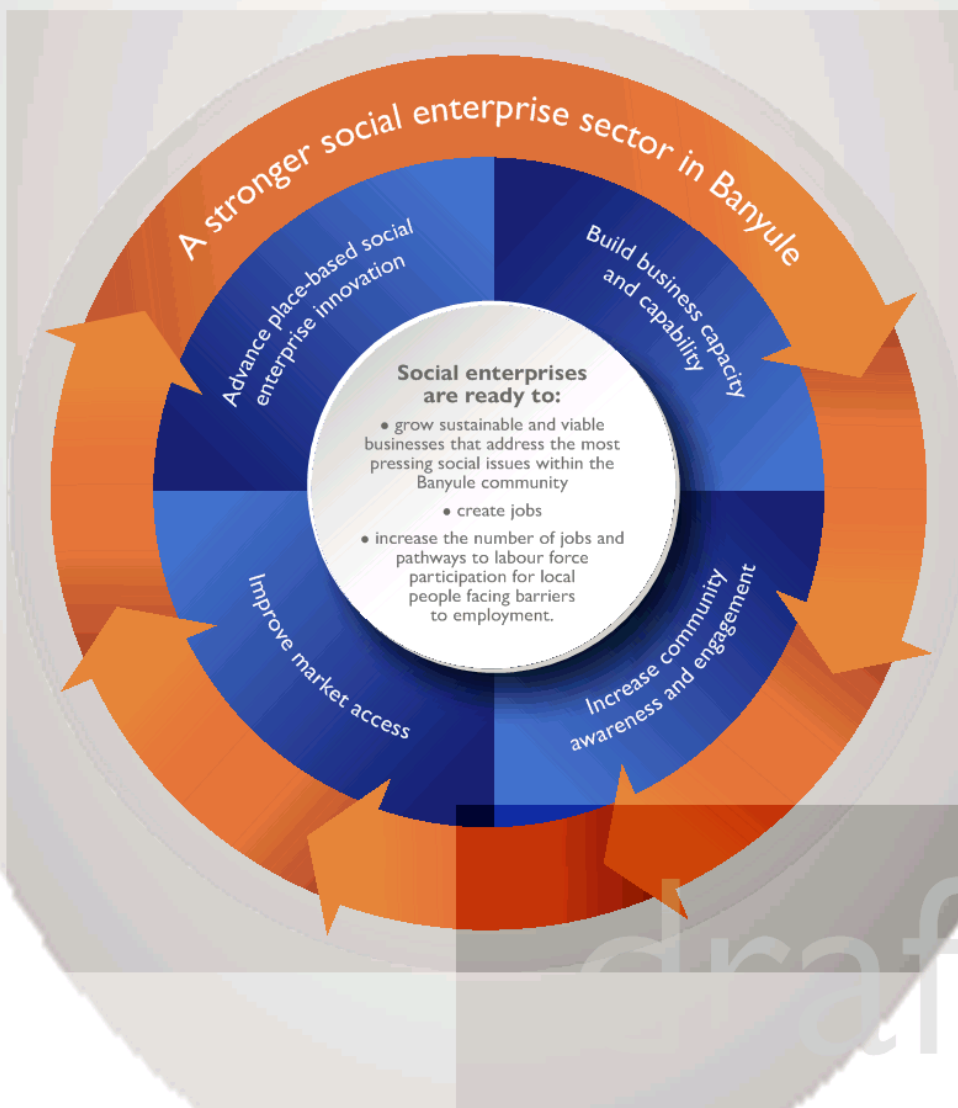 A stronger social enterprise sector in Banyule
Advance place-based social
enterprise innovation
Build business capacity
and capability
Social enterprises
are ready to:
• grow sustainable and viable
businesses that address the most
pressing social issues within the
Banyule community
• create jobs
• increase the number of jobs and
pathways to labour force
participation for local
people facing barriers
to employment.
Improve market access
Increase community
awareness and engagement
draf